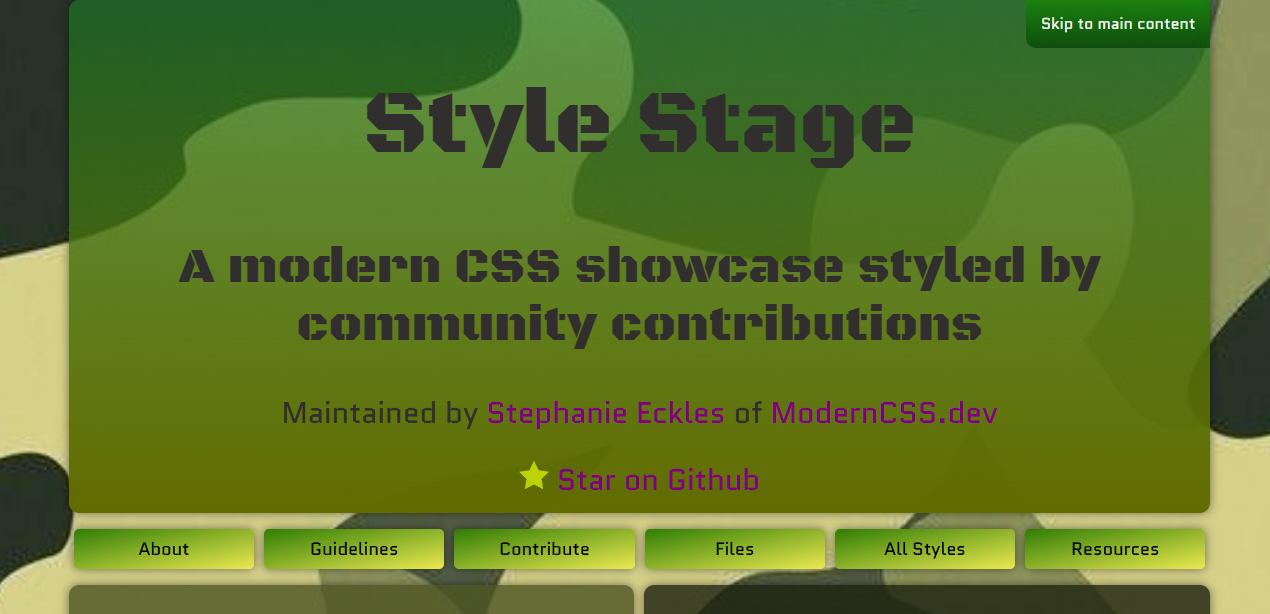 Skip to main content
Style Stage
A modern CSS showcase styled by
community contributions
Maintained by Stephanie Eckles of ModernCSS.dev
Star on Github
About Guidelines Contribute Files All Styles Resources